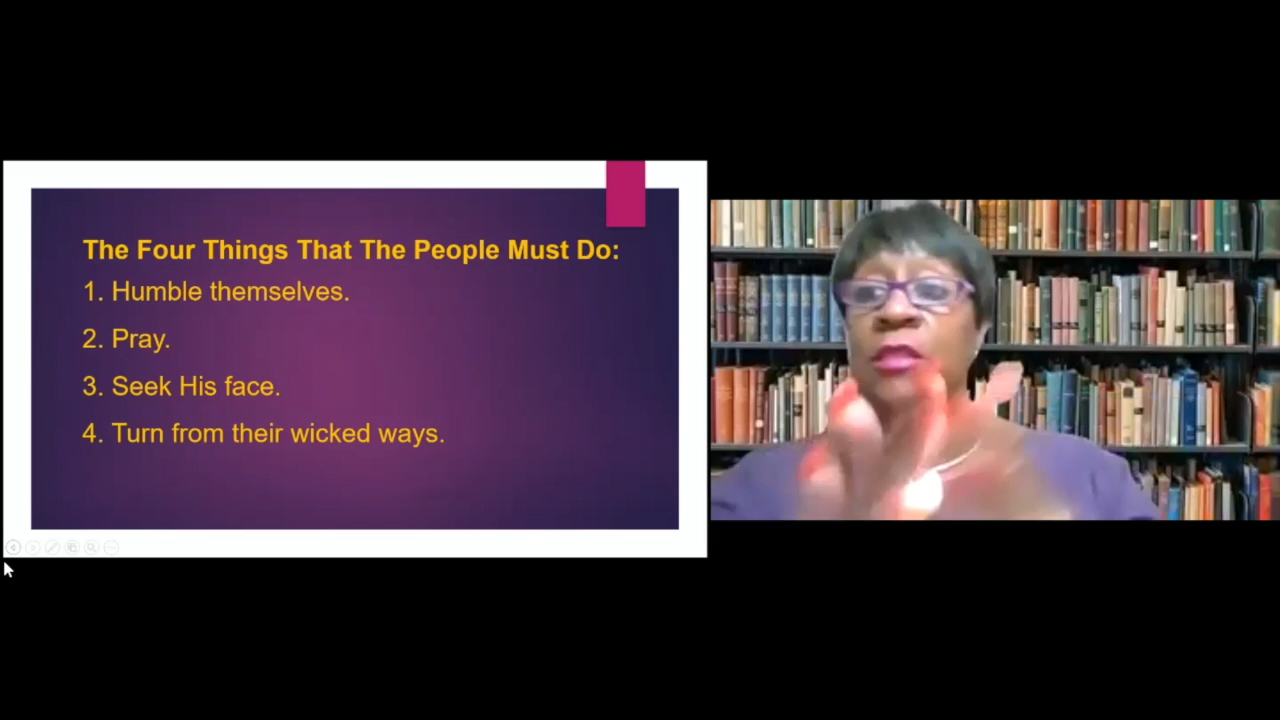 The Four Things That The People Must Do:
1. Humble themselves.
2. Pray.
3. Seek His face.
4. Turn from their wicked ways.